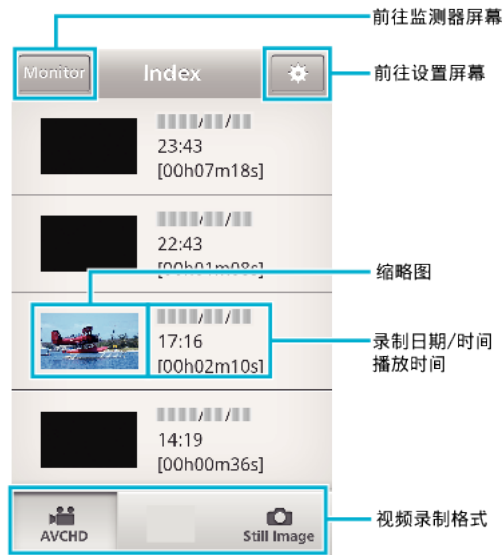 前往监测器屏幕
Monitor
Index
前往设置屏幕
23:43
[00h07m18s]
22:43
[00h01m08s]
缩略图
17:16
[00h02m10s]
录制日期/时间
播放时间
14:19
[00h00m36s]
AVCHD
Still Image
视频录制格式